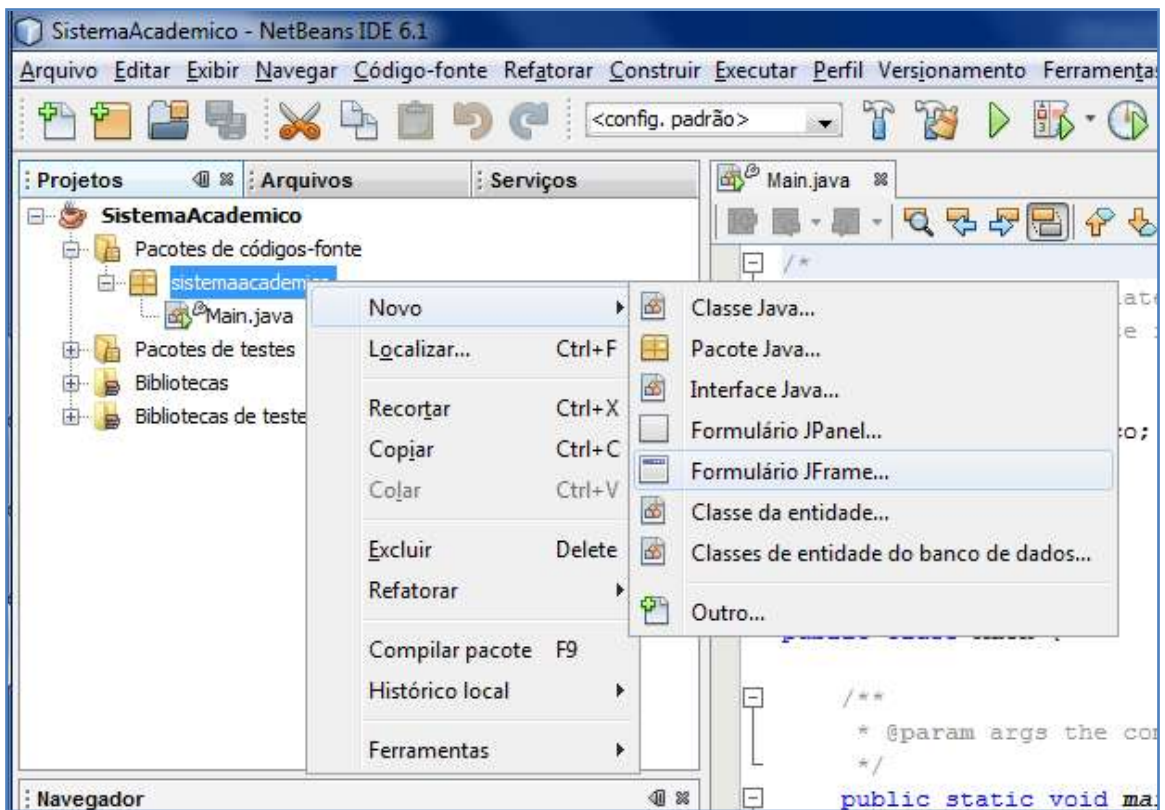 SistemaAcademico - NetBeans IDE 6.1
Arquivo Editar Exibir Navegar Código-fonte Refatorar Construir Executar Perfil Versionamento Ferramentas
<config. padrão>
Projetos Arquivos Serviços
Main.java
SistemaAcademico
Pacotes de códigos-fonte
sistemaacademico
Main.java
Pacotes de testes
Bibliotecas
Bibliotecas de teste
Novo
Localizar... Ctrl+F
Recortar Ctrl+X
Copiar Ctrl+C
Colar Ctrl+V
Excluir Delete
Refatorar
Compilar pacote F9
Histórico local
Ferramentas
Classe Java...
Pacote Java...
Interface Java...
Formulário JPanel...
Formulário JFrame...
Classe da entidade...
Classes de entidade do banco de dados...
Outro...
/*
/**
* @param args the
*/
public static void
Navegador